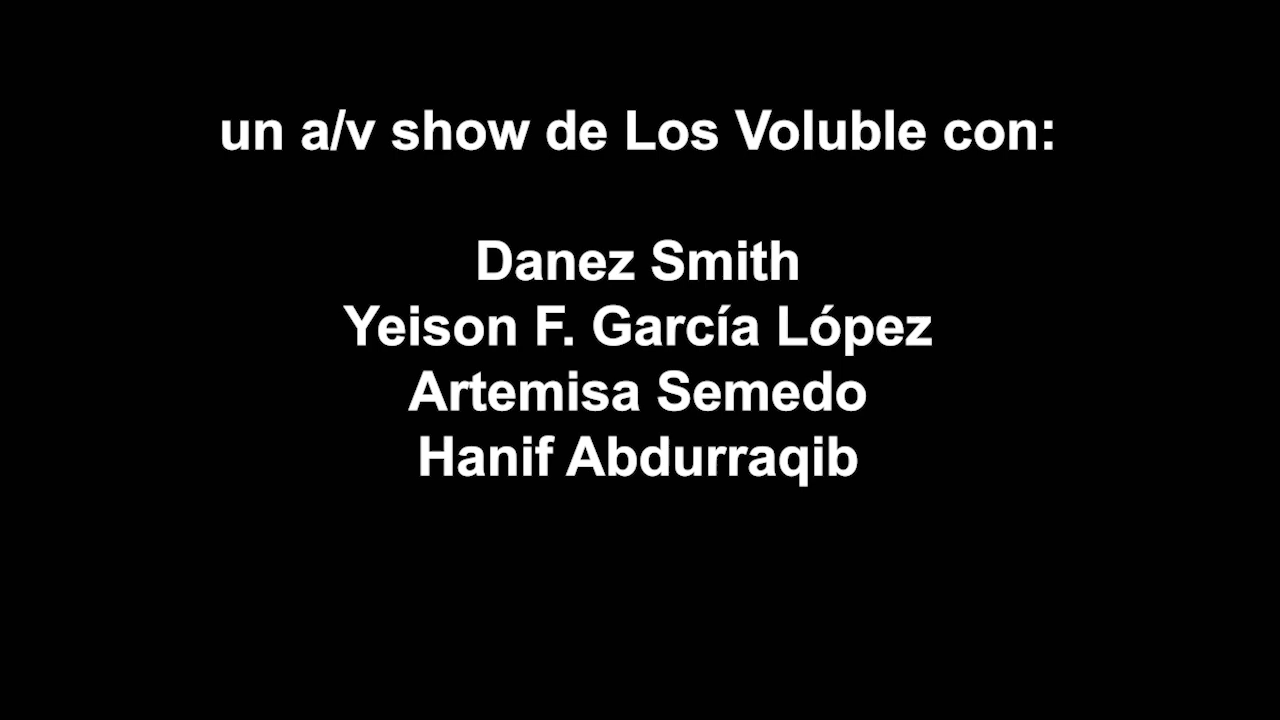 un a/v show de Los Voluble con:
Danez Smith
Yeison F. García López
Artemisa Semedo
Hanif Abdurraqib